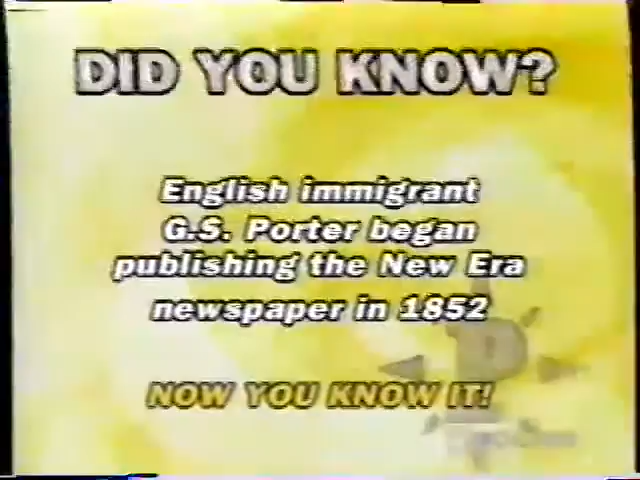 DID YOU KNOW?
English immigrant
G.S. Porter began
publishing the New Era
newspaper in 1852
NOW YOU KNOW IT!